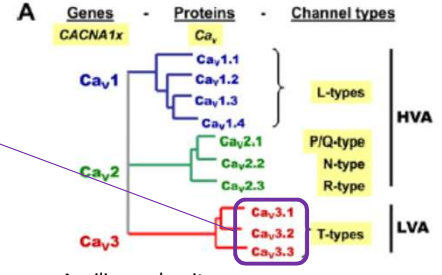 A
Genes - Proteins - Channel types
CACNA1x Cav
Cav1
Cav1.1
Cav1.2
Cav1.3
Cav1.4
L-types
HVA
Cav2
Cav2.1 P/Q-type
Cav2.2 N-type
Cav2.3 R-type
Cav3
Cav3.1
Cav3.2
Cav3.3
T-types
LVA